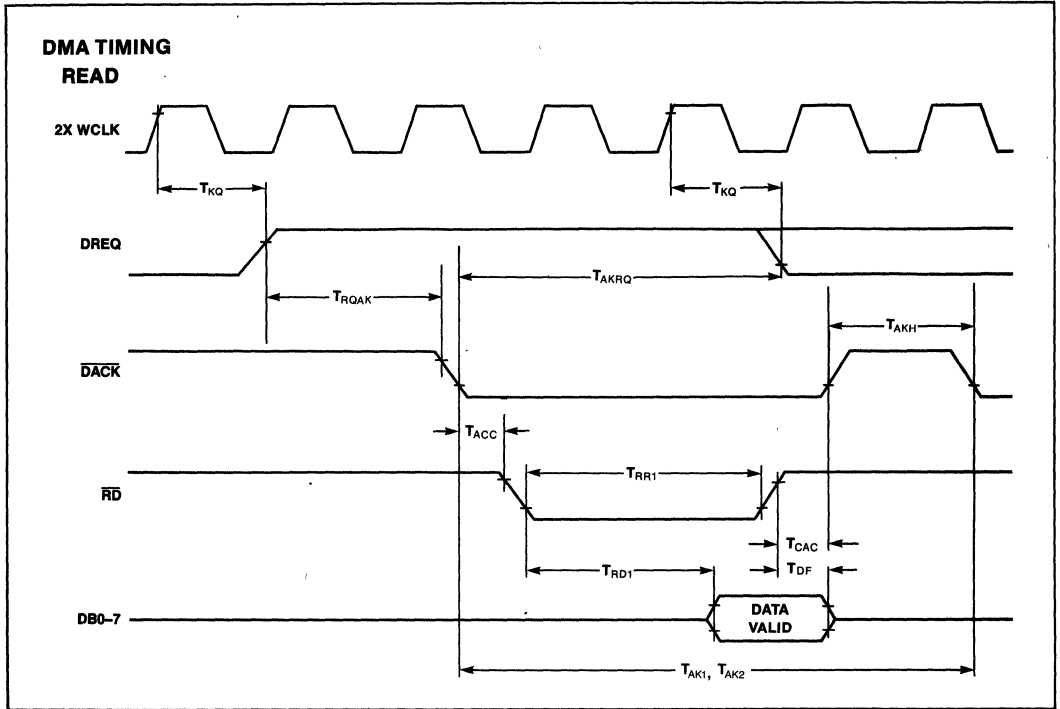 DMA TIMING
READ
2X WCLK
TKQ
TKQ
DREQ
TAKRQ
TRQAK
TAKH
DACK
TACC
TRR1
RD
TCAC
TRD1
TDF
DB0–7
DATA
VALID
TAK1, TAK2